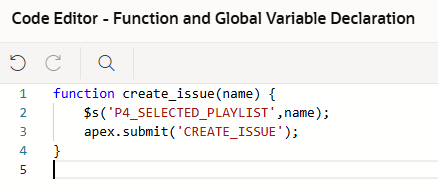 Code Editor - Function and Global Variable Declaration
1 function create_issue(name) {
2     $s('P4_SELECTED_PLAYLIST',name);
3     apex.submit('CREATE_ISSUE');
4 }
5